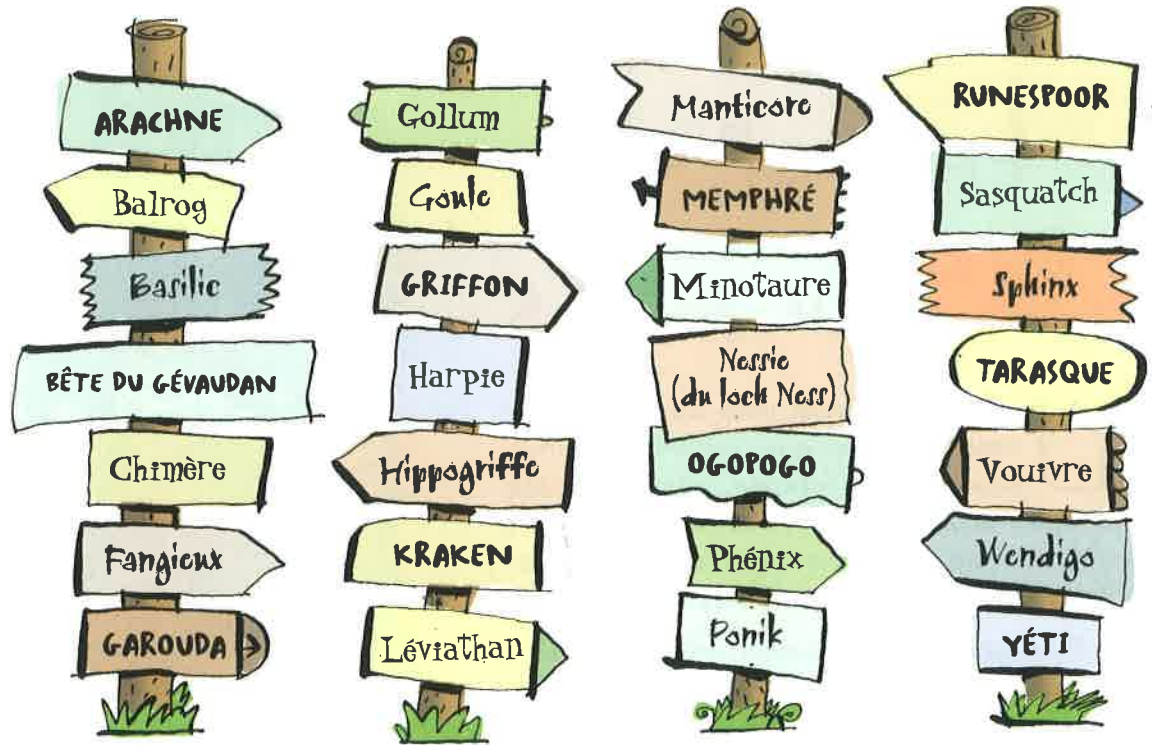 ARACHNE
Balrog
Basilic
BÊTE DU GÉVAUDAN
Chimère
Fangieux
GAROUDA
Gollum
Goule
GRIFFON
Harpie
Hippogriffe
KRAKEN
Léviathan
Manticore
MEMPHRÉ
Minotaure
Nessie
(du loch Ness)
OGOPOGO
Phénix
Ponik
RUNESPOOR
Sasquatch
Sphinx
TARASQUE
Vouivre
Wendigo
YÉTI